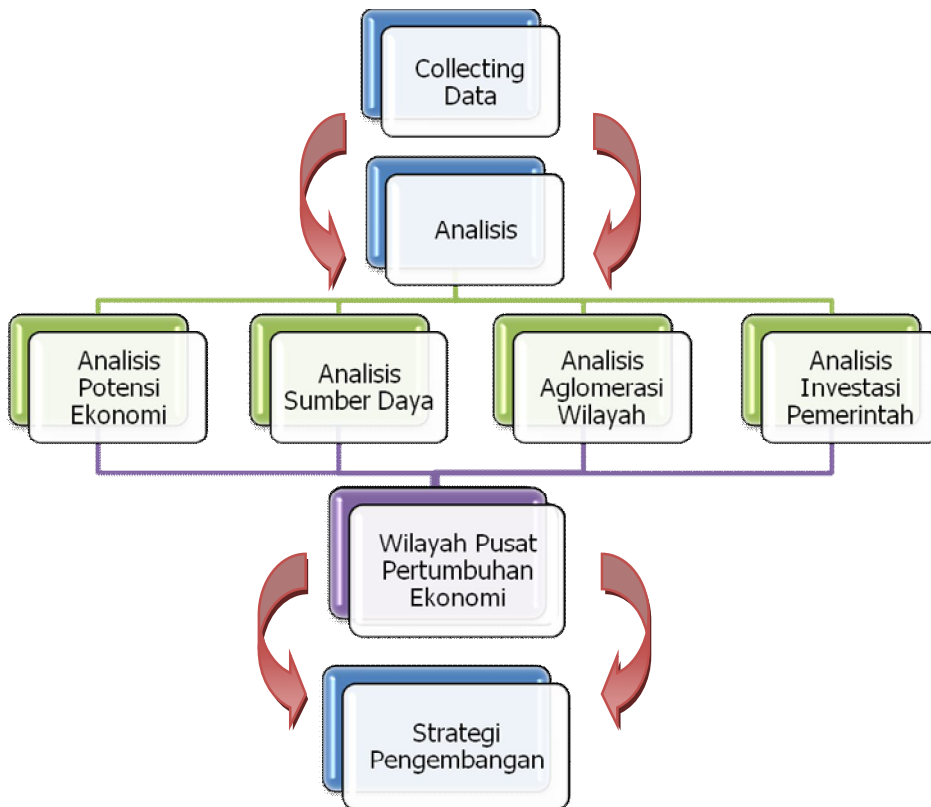 Collecting
Data
Analisis
Analisis
Potensi
Ekonomi
Analisis
Sumber Daya
Analisis
Aglomerasi
Wilayah
Analisis
Investasi
Pemerintah
Wilayah Pusat
Pertumbuhan
Ekonomi
Strategi
Pengembangan